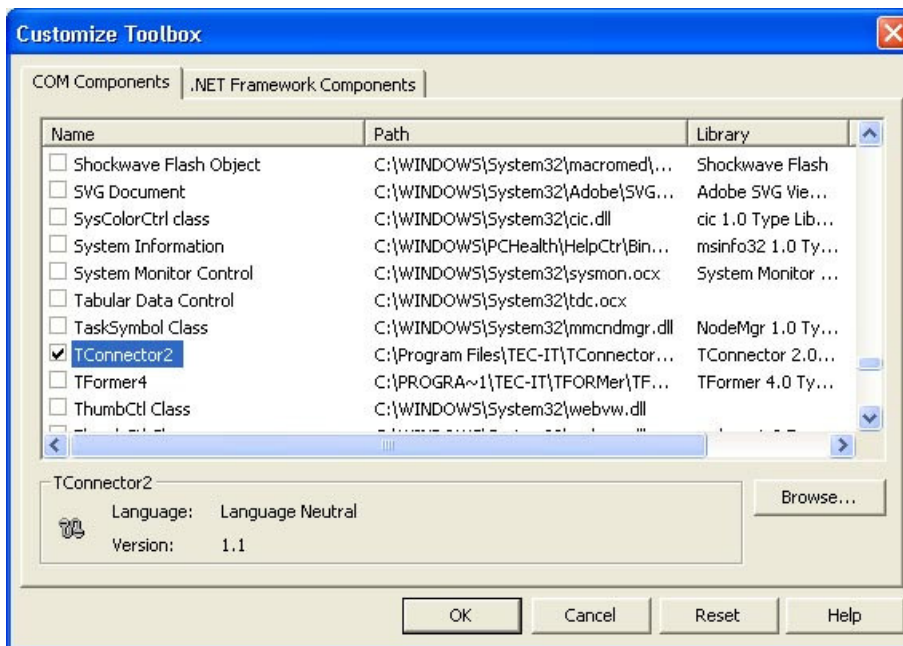 Customize Toolbox
COM Components .NET Framework Components
Name Path Library
Shockwave Flash Object C:\WINDOWS\System32\macromed\... Shockwave Flash
SVG Document C:\WINDOWS\System32\Adobe\SVG... Adobe SVG Vie...
SysColorCtrl class C:\WINDOWS\System32\cic.dll cic 1.0 Type Lib...
System Information C:\WINDOWS\PCHealth\HelpCtr\Bin... msinfo32 1.0 Ty...
System Monitor Control C:\WINDOWS\System32\sysmon.ocx System Monitor ...
Tabular Data Control C:\WINDOWS\System32\tdc.ocx
TaskSymbol Class C:\WINDOWS\System32\mmcndmgr.dll NodeMgr 1.0 Ty...
TConnector2 C:\Program Files\TEC-IT\TConnector... TConnector 2.0...
TFormer4 C:\PROGRA~1\TEC-IT\TFORMer\TF... TFormer 4.0 Ty...
ThumbCtl Class C:\WINDOWS\System32\webvw.dll
TConnector2
Browse...
Language: Language Neutral
Version: 1.1
OK Cancel Reset Help